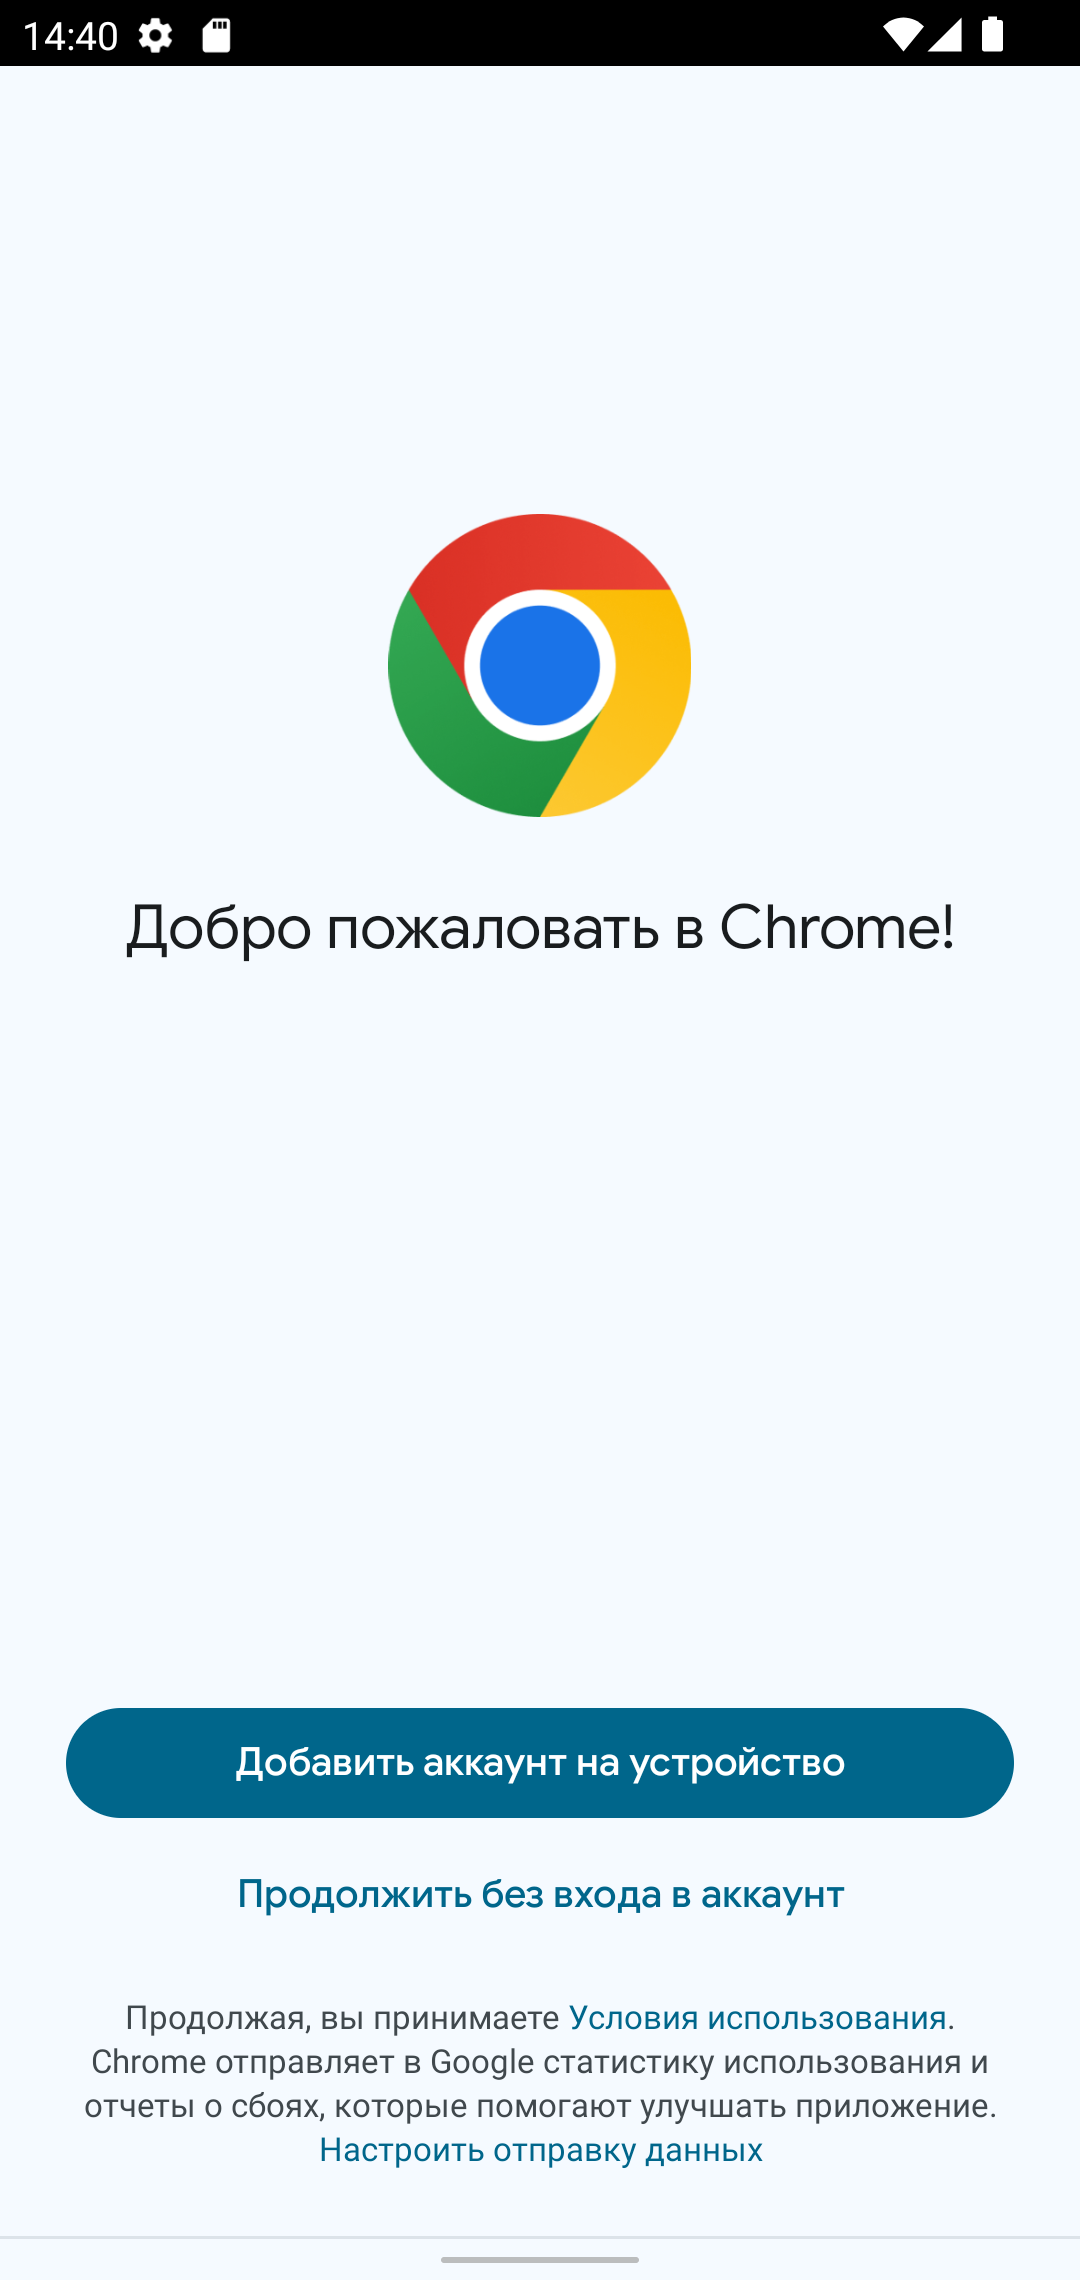 14:40
Добро пожаловать в Chrome!
Добавить аккаунт на устройство
Продолжить без входа в аккаунт
Продолжая, вы принимаете Условия использования.
Chrome отправляет в Google статистику использования и
отчеты о сбоях, которые помогают улучшать приложение.
Настроить отправку данных